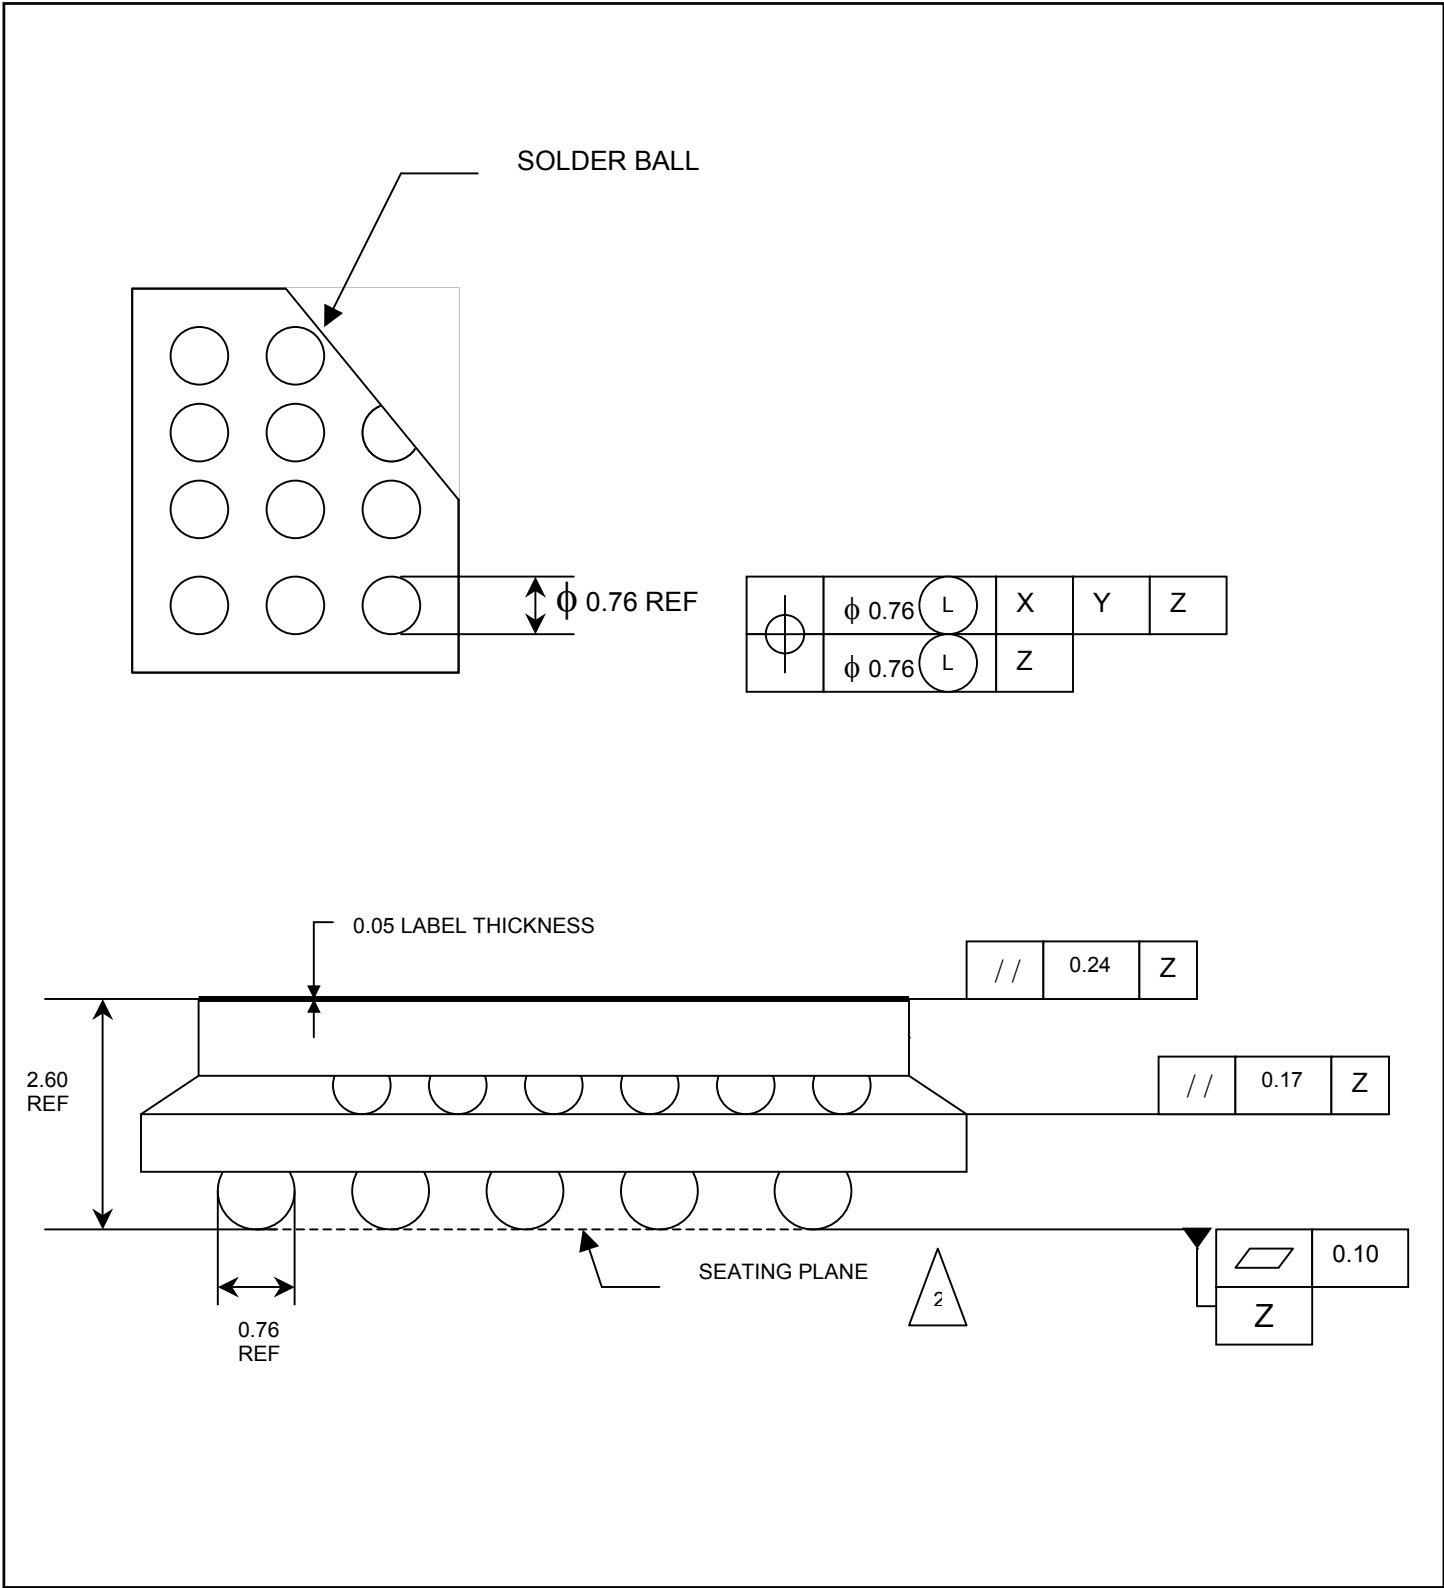 SOLDER BALL
ϕ 0.76 REF
ϕ 0.76 L X Y Z
ϕ 0.76 L Z
0.05 LABEL THICKNESS
// 0.24 Z
2.60
REF
// 0.17 Z
SEATING PLANE
2
0.10
Z
0.76
REF